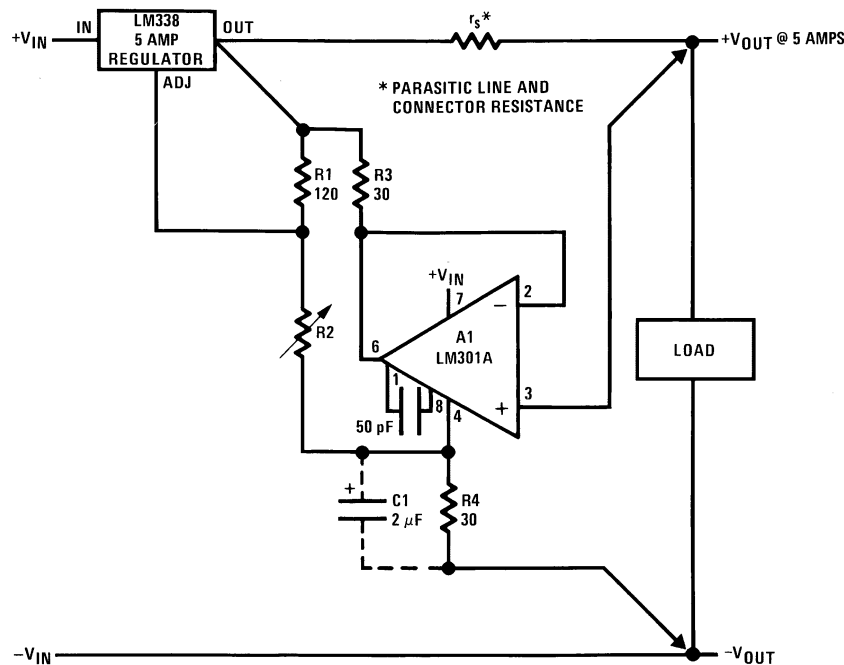 +VIN
IN
LM338
5 AMP
REGULATOR
OUT
ADJ
rs*
+VOUT @ 5 AMPS
* PARASITIC LINE AND
CONNECTOR RESISTANCE
R1
120
R3
30
+VIN
7
2
−
R2
6
A1
LM301A
LOAD
1
8
4
3
+
50 pF
+
C1
2 μF
R4
30
−VIN
−VOUT